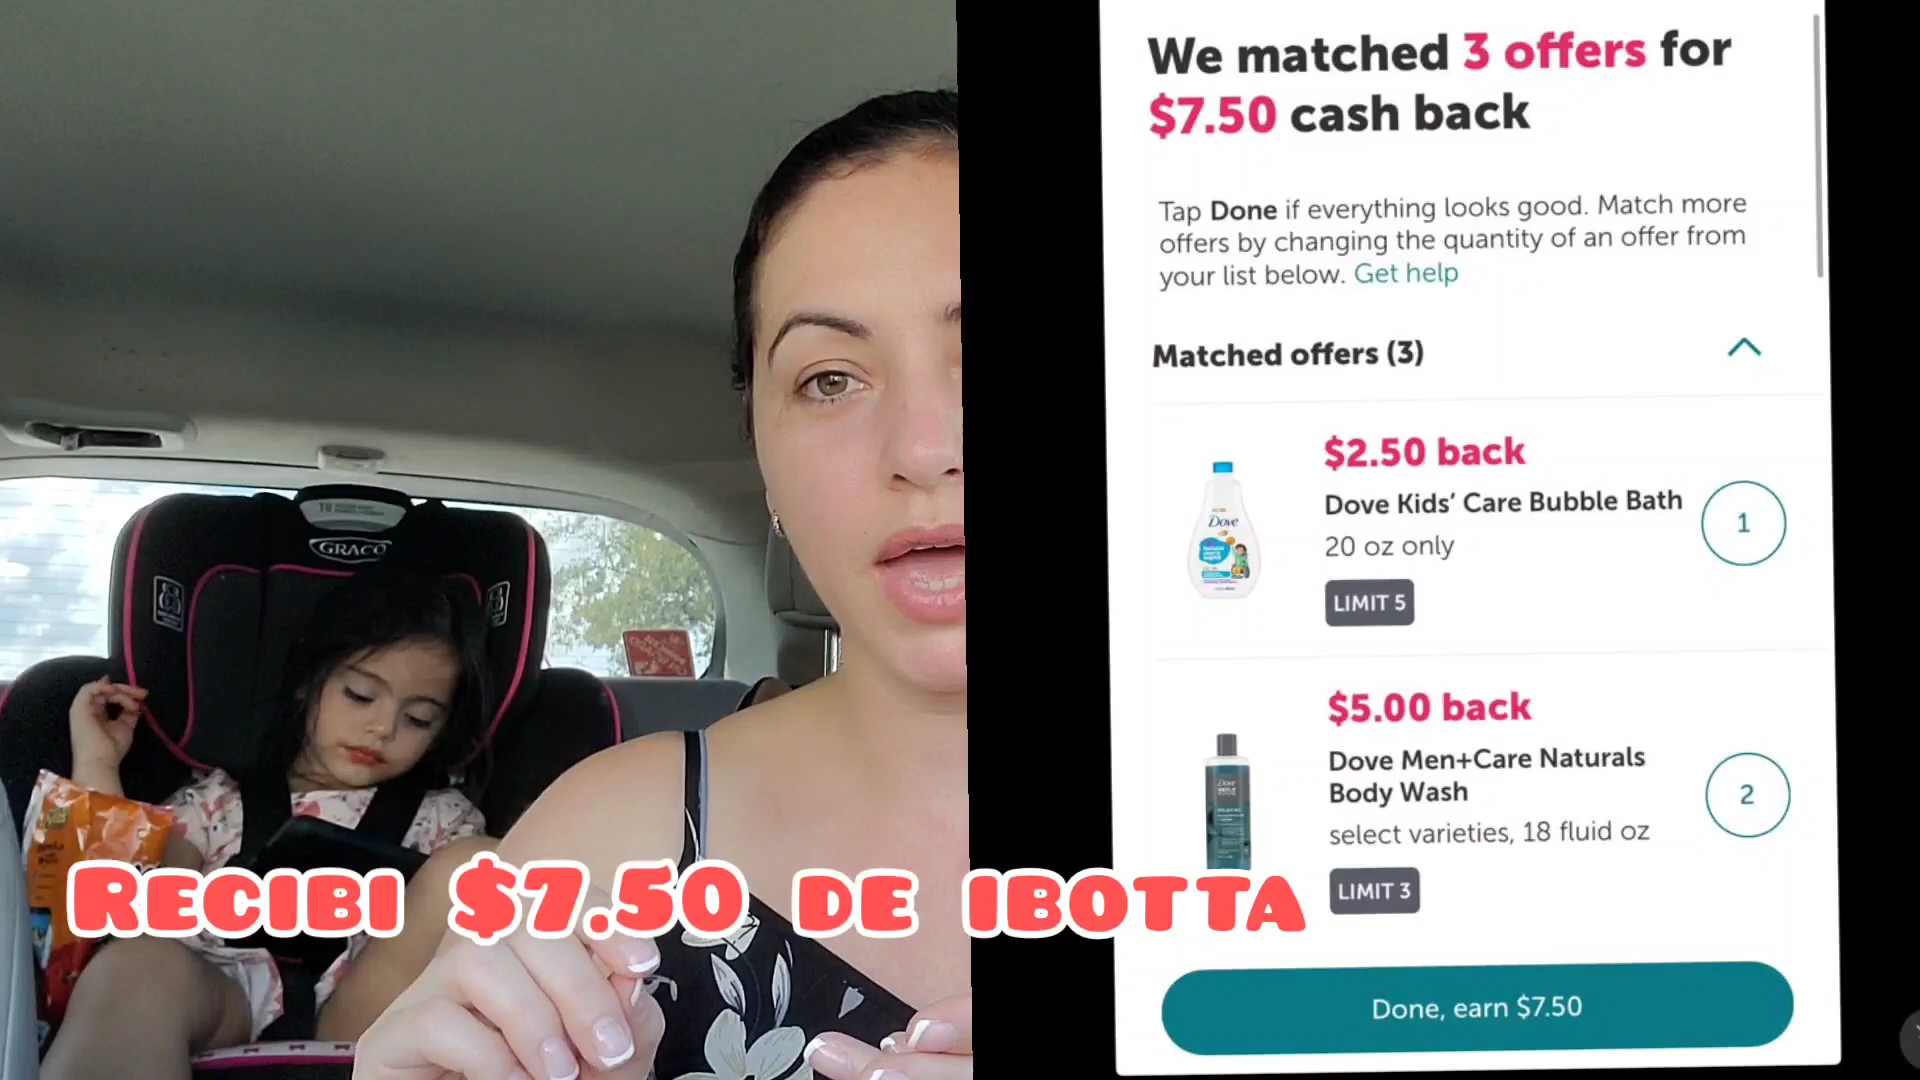 We matched 3 offers for
$7.50 cash back
Tap Done if everything looks good. Match more
offers by changing the quantity of an offer from
your list below. Get help
Matched offers (3)
$2.50 back
Dove Kids' Care Bubble Bath
20 oz only
1
LIMIT 5
Dove
$5.00 back
Dove Men+Care Naturals
Body Wash
select varieties, 18 fluid oz
2
LIMIT 3
Done, earn $7.50
GRACO
RECIBI $7.50 DE IBOTTA